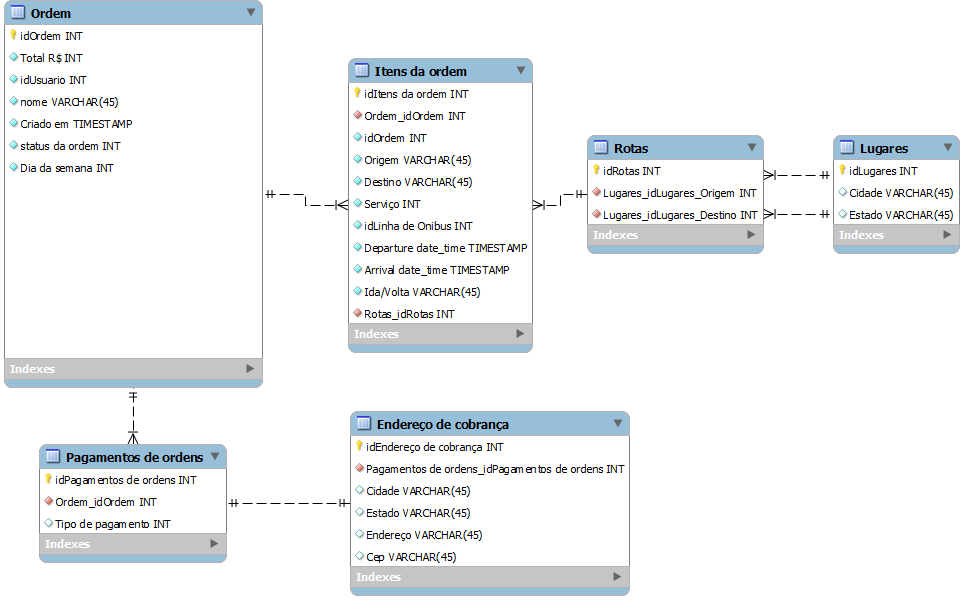 Ordem
idOrdem INT
Total R$ INT
idUsuario INT
nome VARCHAR(45)
Criado em TIMESTAMP
status da ordem INT
Dia da semana INT
Indexes
Itens da ordem
idItens da ordem INT
Ordem_idOrdem INT
idOrdem INT
Origem VARCHAR(45)
Destino VARCHAR(45)
Serviço INT
idLinha de Onibus INT
Departure date_time TIMESTAMP
Arrival date_time TIMESTAMP
Ida/Volta VARCHAR(45)
Rotas_idRotas INT
Indexes
Rotas
idRotas INT
Lugares_idLugares_Origem INT
Lugares_idLugares_Destino INT
Indexes
Lugares
idLugares INT
Cidade VARCHAR(45)
Estado VARCHAR(45)
Indexes
Pagamentos de ordens
idPagamentos de ordens INT
Ordem_idOrdem INT
Tipo de pagamento INT
Indexes
Endereço de cobrança
idEndereço de cobrança INT
Pagamentos de ordens_idPagamentos de ordens INT
Cidade VARCHAR(45)
Estado VARCHAR(45)
Endereço VARCHAR(45)
Cep VARCHAR(45)
Indexes